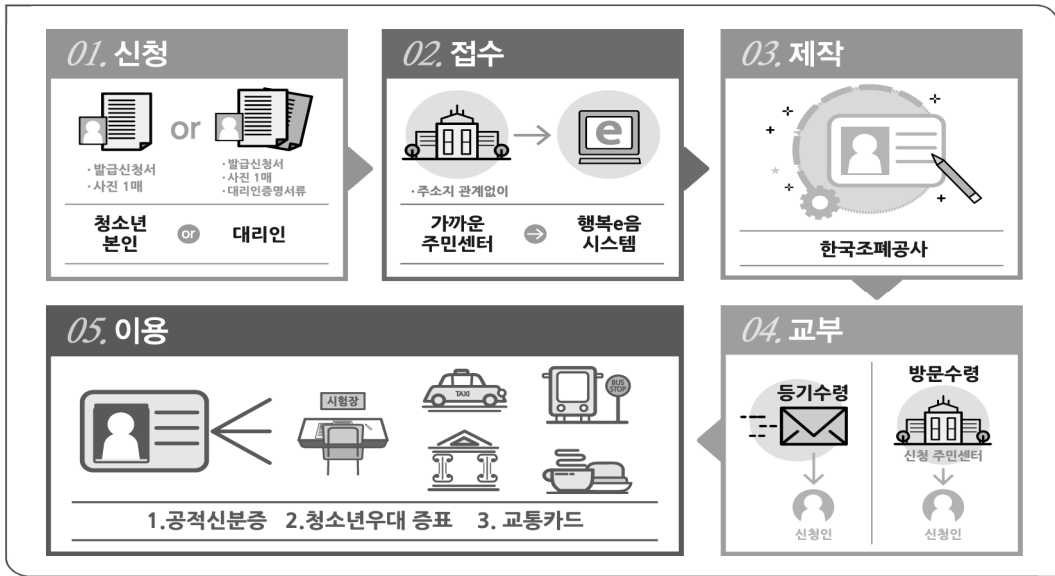 01. 신청
or
·발급신청서
·사진 1매
·발급신청서
·사진 1매
·대리인증명서류
청소년
본인
or
대리인
02. 접수
e
·주소지 관계없이
가까운
주민센터
행복e음
시스템
03. 제작
한국조폐공사
04. 교부
등기수령
신청인
방문수령
신청 주민센터
신청인
05. 이용
시험장
TAXI
BUS
STOP
1.공적신분증 2.청소년우대 증표 3. 교통카드